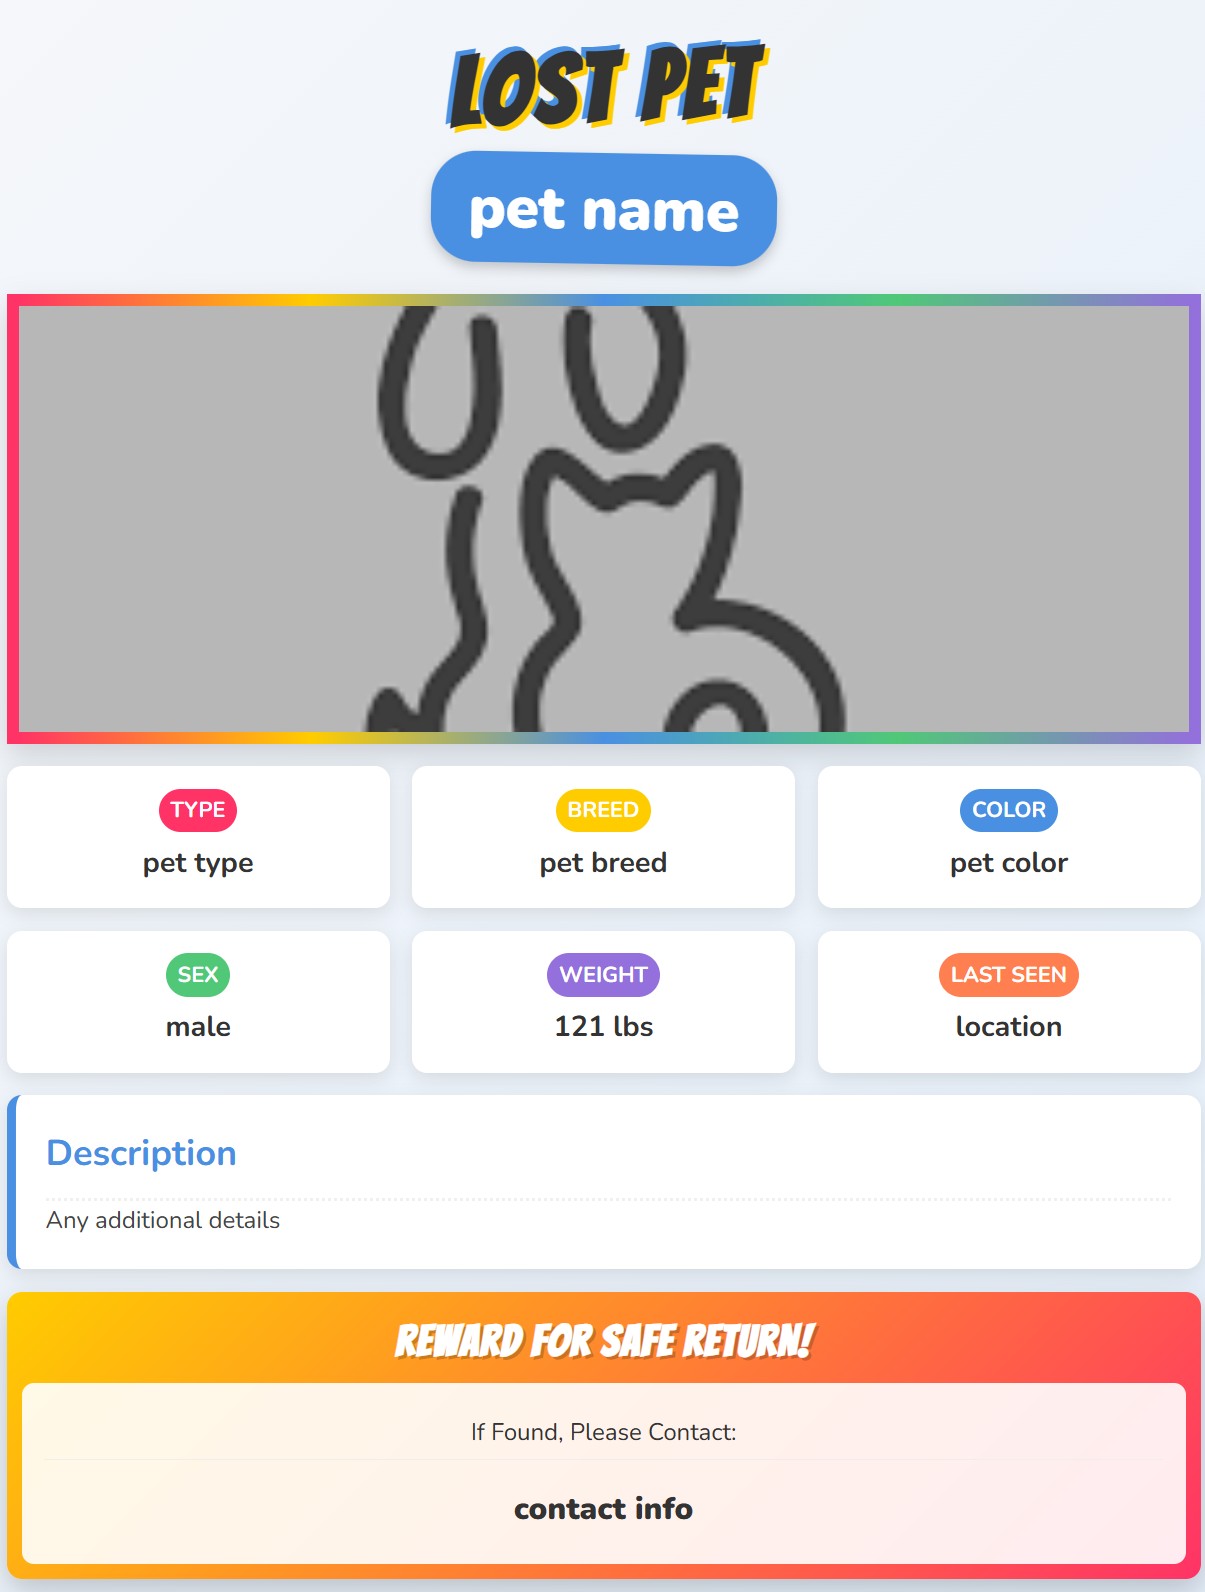 LOST PET
pet name
TYPE
pet type
BREED
pet breed
COLOR
pet color
SEX
male
WEIGHT
121 lbs
LAST SEEN
location
Description
Any additional details
REWARD FOR SAFE RETURN!
If Found, Please Contact:
contact info